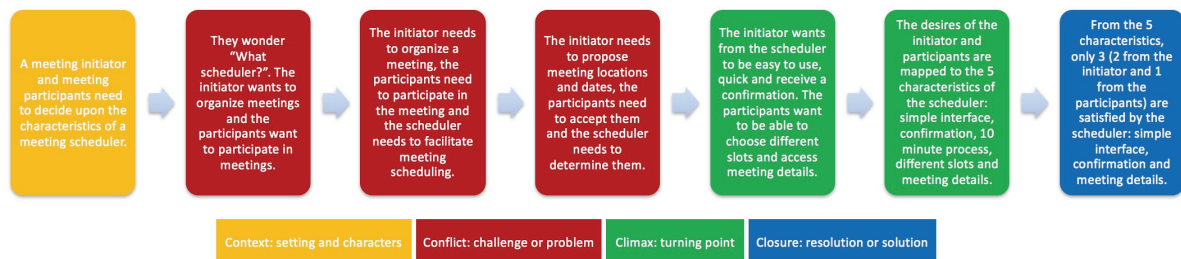 A meeting initiator
and meeting
participants need
to decide upon the
characteristics of a
meeting scheduler.
They wonder
“What
scheduler?”. The
initiator wants to
organize meetings
and the
participants want
to participate in
meetings.
The initiator needs
to organize a
meeting, the
participants need
to participate in
the meeting and
the scheduler
needs to facilitate
meeting
scheduling.
The initiator needs
to propose
meeting locations
and dates, the
participants need
to accept them
and the scheduler
needs to
determine them.
The initiator wants
from the scheduler
to be easy to use,
quick and receive a
confirmation. The
participants want
to be able to
choose different
slots and access
meeting details.
The desires of the
initiator and
participants are
mapped to the 5
characteristics of
the scheduler:
simple interface,
confirmation, 10
minute process,
different slots and
meeting details.
From the 5
characteristics,
only 3 (2 from the
initiator and 1
from the
participants) are
satisfied by the
scheduler: simple
interface,
confirmation and
meeting details.
Context: setting and characters
Conflict: challenge or problem
Climax: turning point
Closure: resolution or solution